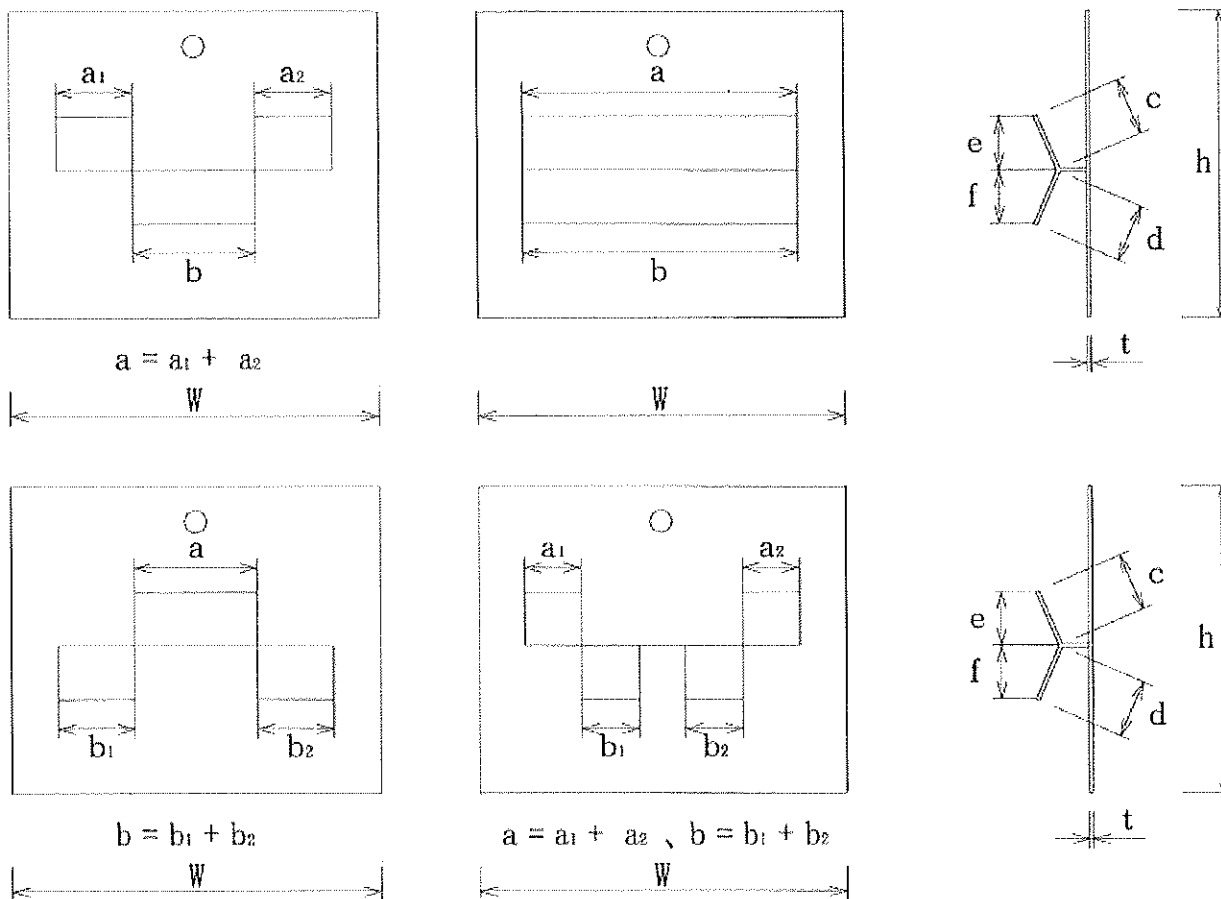 a₁ a₂
b
a = a₁ + a₂
W
a
b
W
c
e
f
d
h
t
a
b₁ b₂
b = b₁ + b₂
W
a₁ a₂
b₁ b₂
a = a₁ + a₂ 、 b = b₁ + b₂
W
c
e
f
d
h
t